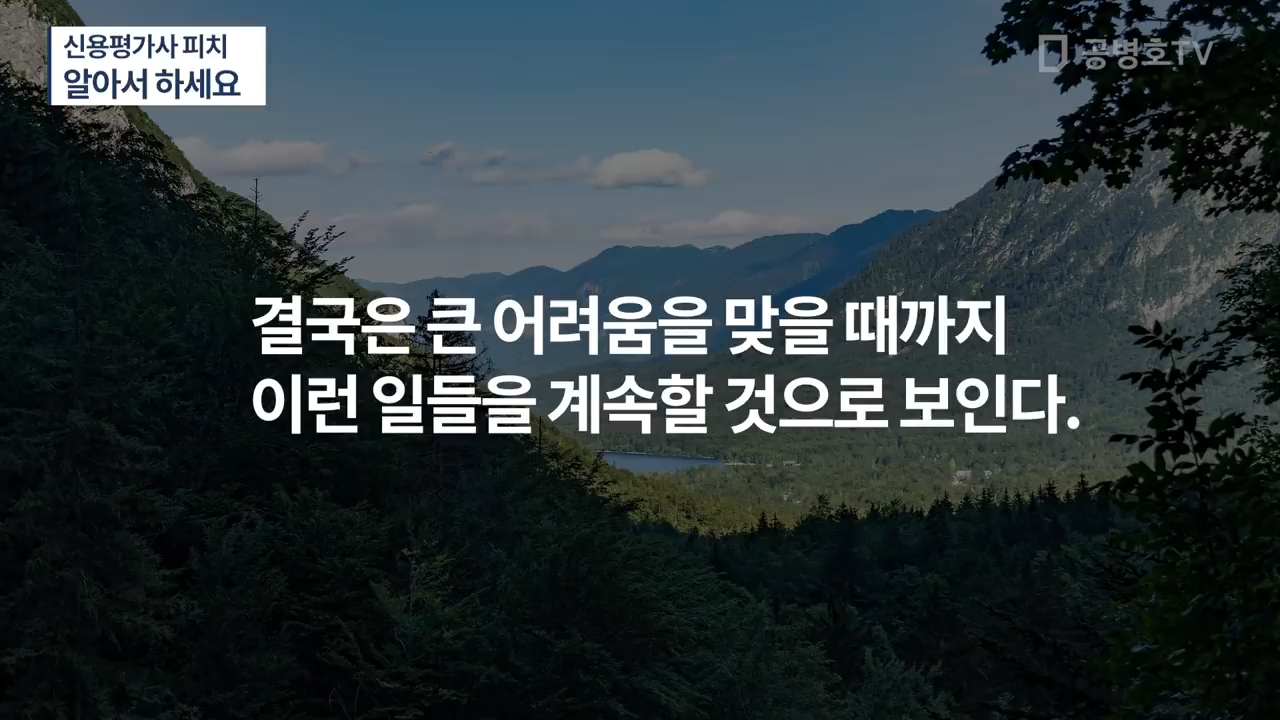 신용평가사 피치
알아서 하세요
공병호TV
결국은 큰 어려움을 맞을 때까지
이런 일들을 계속할 것으로 보인다.